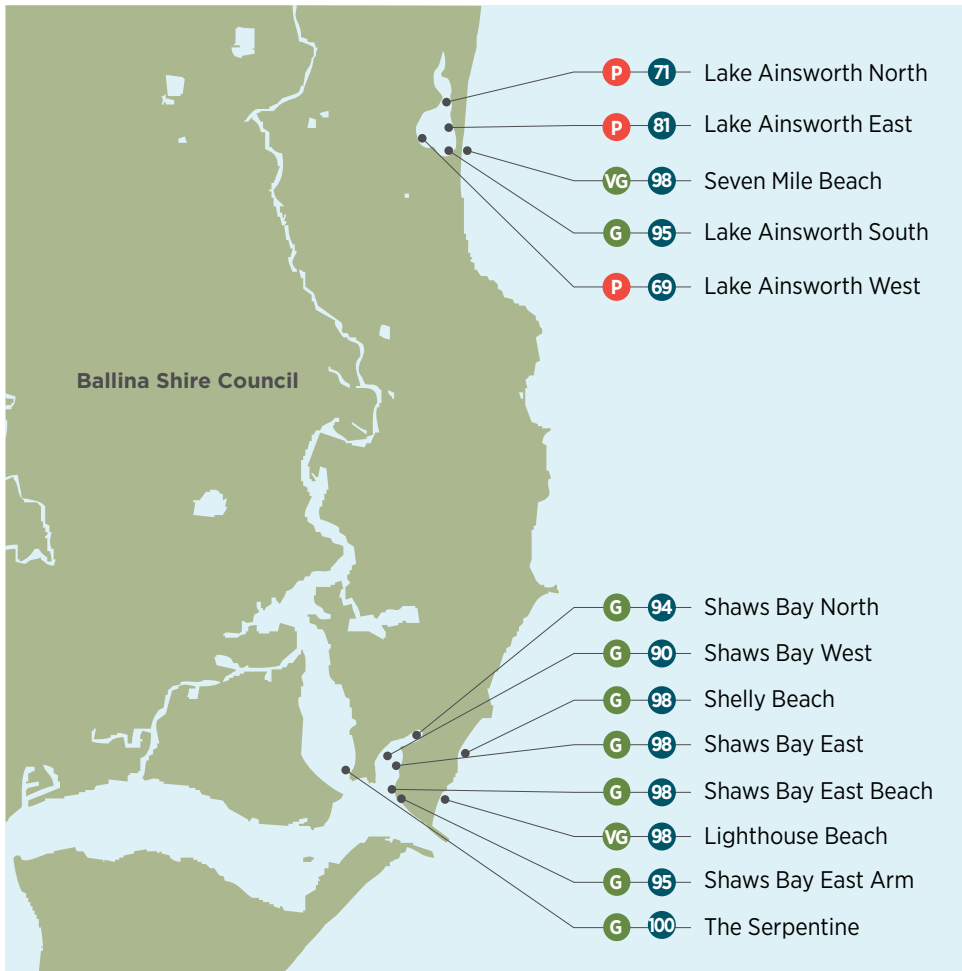 P 71 Lake Ainsworth North
P 81 Lake Ainsworth East
VG 98 Seven Mile Beach
G 95 Lake Ainsworth South
P 69 Lake Ainsworth West
Ballina Shire Council
G 94 Shaws Bay North
G 90 Shaws Bay West
G 98 Shelly Beach
G 98 Shaws Bay East
G 98 Shaws Bay East Beach
VG 98 Lighthouse Beach
G 95 Shaws Bay East Arm
G 100 The Serpentine